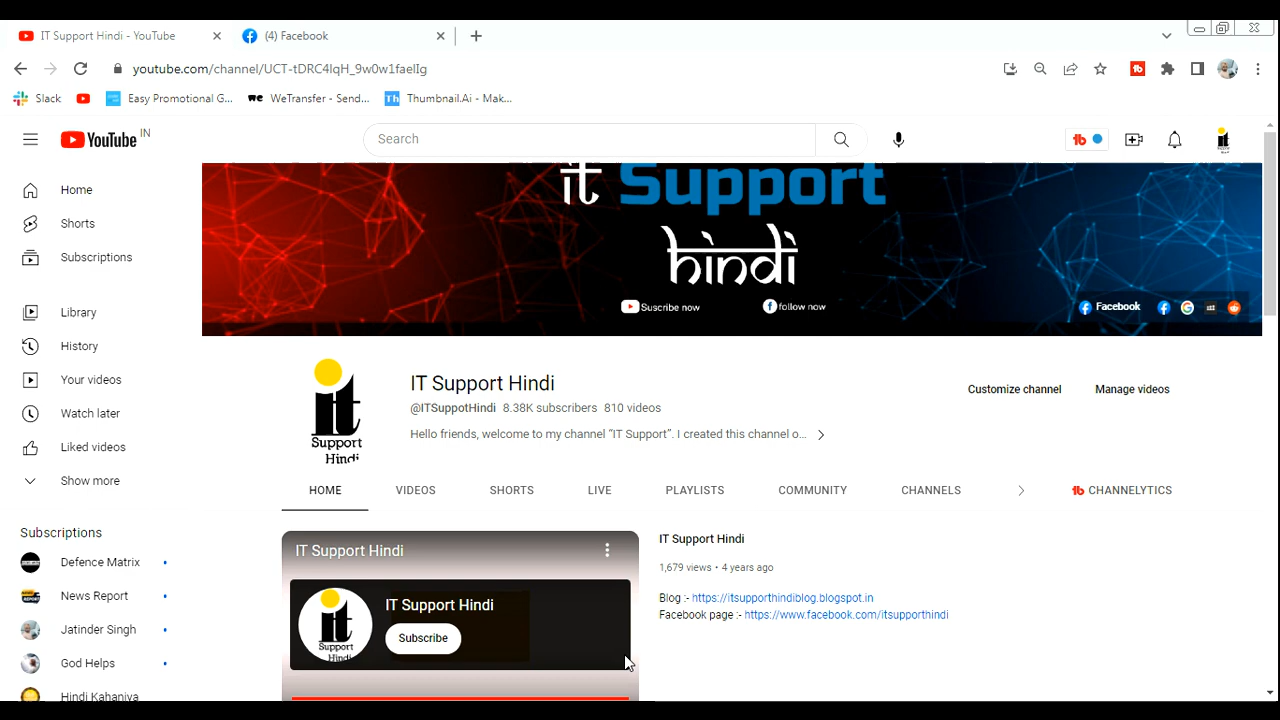 IT Support Hindi - YouTube
(4) Facebook
youtube.com/channel/UCT-tDRC4lqH_9w0w1faelIg
Slack
Easy Promotional G...
we WeTransfer - Send...
Th Thumbnail.Ai - Mak...
YouTube IN
Search
Home
Shorts
Subscriptions
Library
History
Your videos
Watch later
Liked videos
Show more
Subscriptions
Defence Matrix
News Report
Jatinder Singh
God Helps
Hindi Kahaniya
it Support
hindi
Suscribe now
follow now
Facebook
it
Support
Hindi
IT Support Hindi
@ITSuppotHindi 8.38K subscribers 810 videos
Hello friends, welcome to my channel “IT Support”. I created this channel o...
Customize channel
Manage videos
HOME
VIDEOS
SHORTS
LIVE
PLAYLISTS
COMMUNITY
CHANNELS
CHANNELYTICS
IT Support Hindi
it
Support
Hindi
IT Support Hindi
Subscribe
IT Support Hindi
1,679 views • 4 years ago
Blog :- https://itsupporthindiblog.blogspot.in
Facebook page :- https://www.facebook.com/itsupporthindi